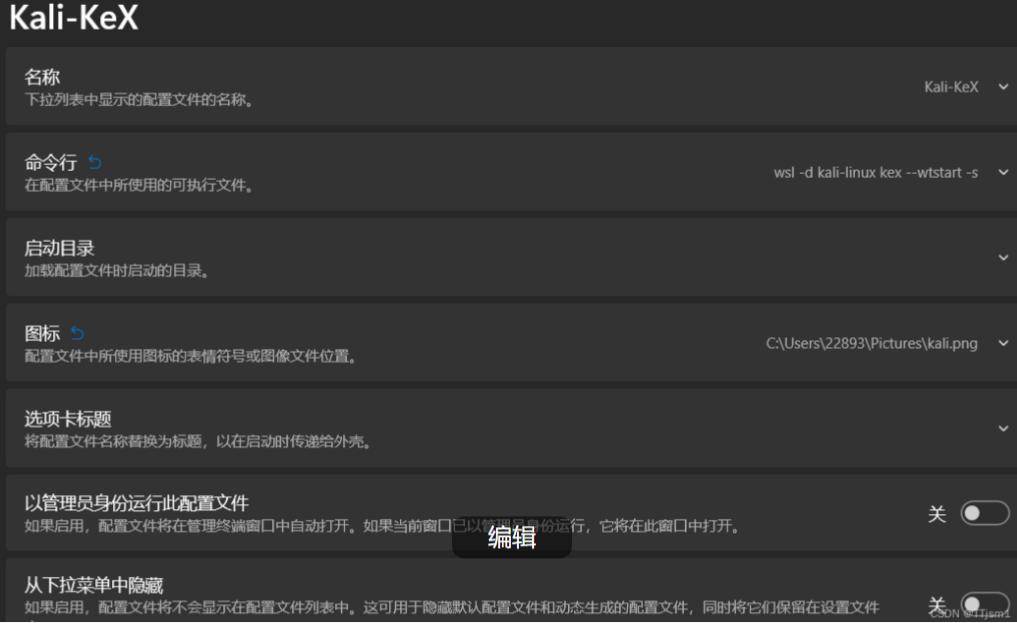 Kali-KeX
名称
下拉列表中显示的配置文件的名称。
Kali-KeX
命令行
在配置文件中所使用的可执行文件。
wsl -d kali-linux kex --wtstart -s
启动目录
加载配置文件时启动的目录。
图标
配置文件中所使用图标的表情符号或图像文件位置。
C:\Users\22893\Pictures\kali.png
选项卡标题
将配置文件名称替换为标题，以在启动时传递给外壳。
以管理员身份运行此配置文件
如果启用，配置文件将在管理终端窗口中自动打开。如果当前窗口已以管理员身份运行，它将在此窗口中打开。
关
编辑
从下拉菜单中隐藏
如果启用，配置文件将不会显示在配置文件列表中。这可用于隐藏默认配置文件和动态生成的配置文件，同时将它们保留在设置文件
关
CSDN @ITjsm1